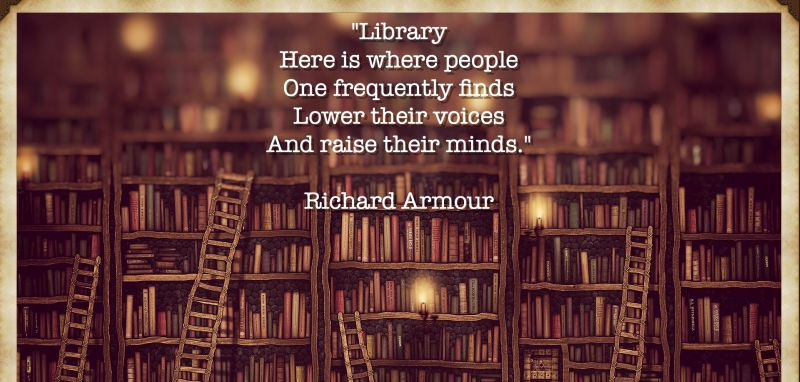 "Library
Here is where people
One frequently finds
Lower their voices
And raise their minds."
Richard Armour